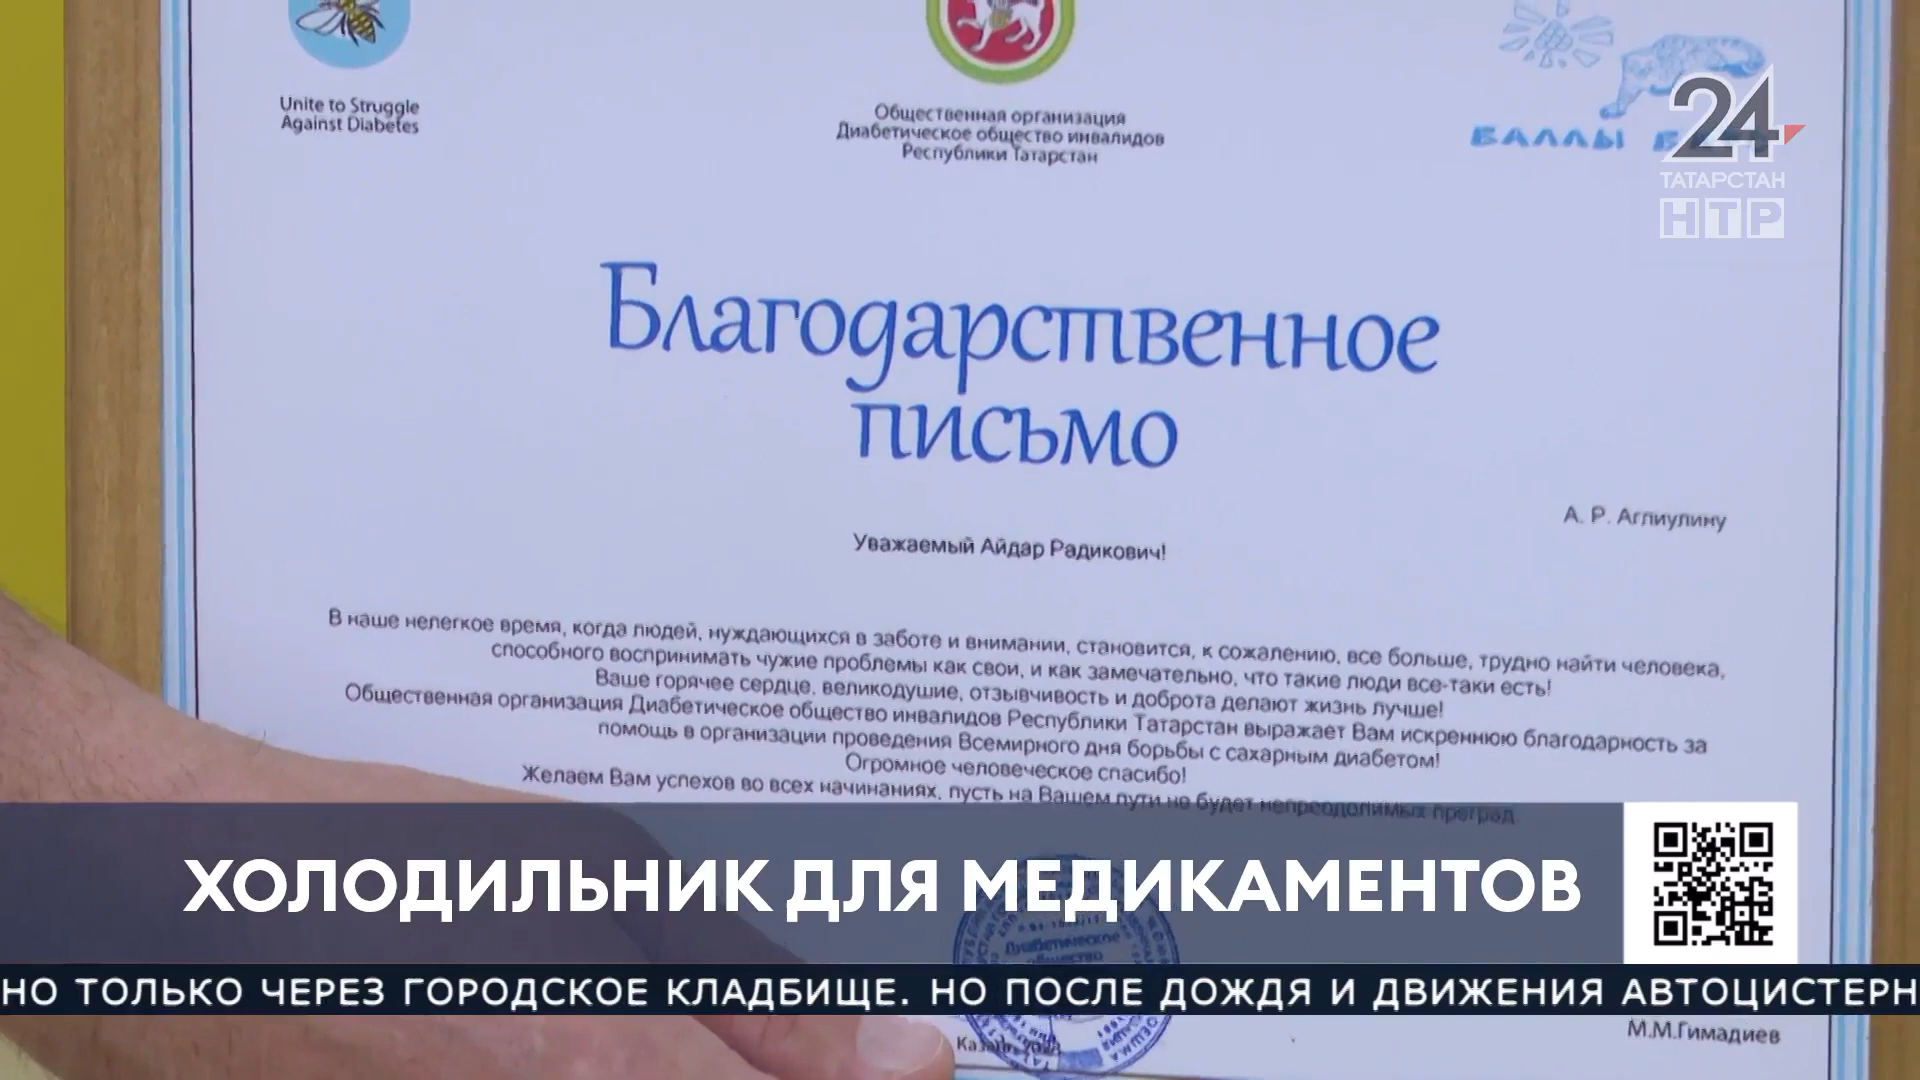 Unite to Struggle
Against Diabetes
Общественная организация
Диабетическое общество инвалидов
Республики Татарстан
БАЛЛЫ
24
ТАТАРСТАН
НТР
Благодарственное
письмо
А. Р. Аглиулину
Уважаемый Айдар Радикович!
В наше нелегкое время, когда людей, нуждающихся в заботе и внимании, становится, к сожалению, все больше, трудно найти человека,
способного воспринимать чужие проблемы как свои, и как замечательно, что такие люди все-таки есть!
Ваше горячее сердце, великодушие, отзывчивость и доброта делают жизнь лучше!
Общественная организация Диабетическое общество инвалидов Республики Татарстан выражает Вам искреннюю благодарность за
помощь в организации проведения Всемирного дня борьбы с сахарным диабетом!
Огромное человеческое спасибо!
Желаем Вам успехов во всех начинаниях, пусть на Вашем пути не будет непреодолимых преград
ХОЛОДИЛЬНИК ДЛЯ МЕДИКАМЕНТОВ
Диабетическое
общество
НО ТОЛЬКО ЧЕРЕЗ ГОРОДСКОЕ КЛАДБИЩЕ. НО ПОСЛЕ ДОЖДЯ И ДВИЖЕНИЯ АВТОЦИСТЕРН
М.М.Гимадиев
Казань